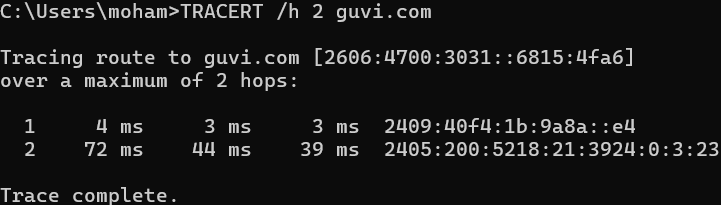 C:\Users\moham>TRACERT /h 2 guvi.com
Tracing route to guvi.com [2606:4700:3031::6815:4fa6]
over a maximum of 2 hops:
1 4 ms 3 ms 3 ms 2409:40f4:1b:9a8a::e4
2 72 ms 44 ms 39 ms 2405:200:5218:21:3924:0:3:23
Trace complete.